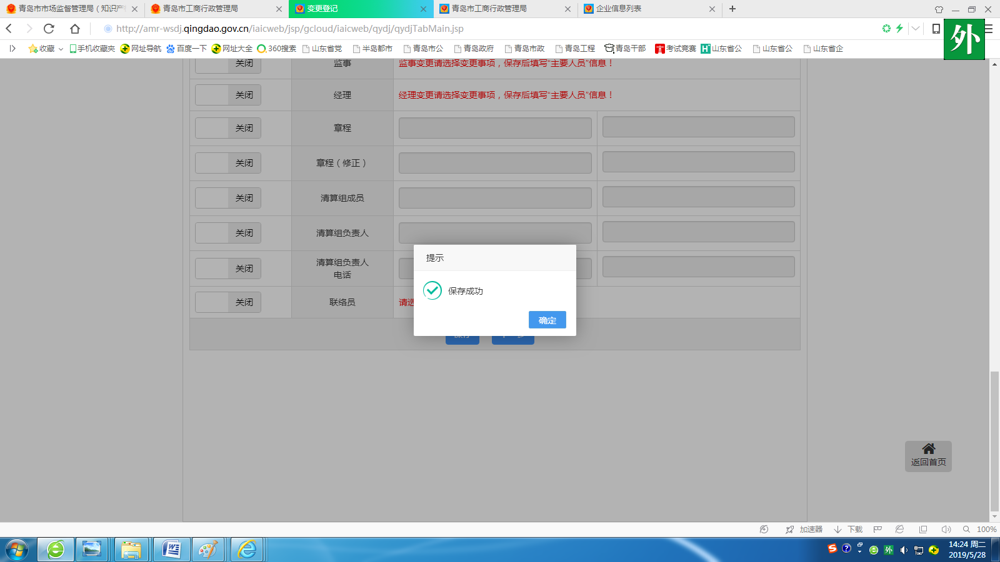 青岛市市场监督管理局（知识产
青岛市工商行政管理局
变更登记
青岛市工商行政管理局
企业信息列表
http://amr-wsdj.qingdao.gov.cn/iaicweb/jsp/gcloud/iaicweb/qydj/qydjTabMain.jsp
外
收藏
手机收藏夹
网址导航
百度一下
网址大全
360搜索
山东省党
半岛都市
青岛市公
青岛政府
青岛市政
青岛工程
青岛干部
考试竞赛
山东省公
山东省公
山东省企
关闭 监事 监事变更请选择变更事项，保存后填写“主要人员”信息！
关闭 经理 经理变更请选择变更事项，保存后填写“主要人员”信息！
关闭 章程
关闭 章程（修正）
关闭 清算组成员
关闭 清算组负责人
关闭 清算组负责人
电话
关闭 联络员 请选
提示
保存成功
确定
返回首页
加速器
下载
100%
外
14:24 周二
2019/5/28